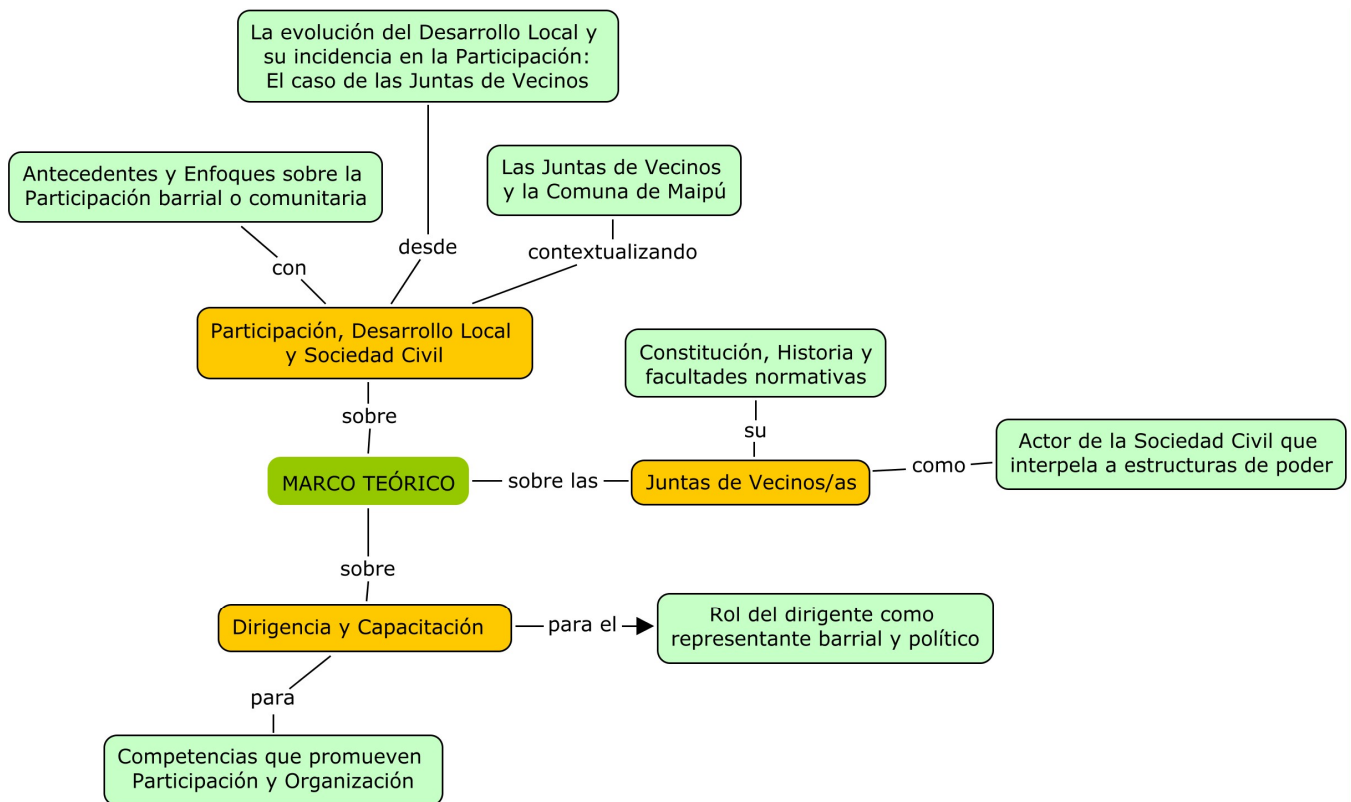 La evolución del Desarrollo Local y
su incidencia en la Participación:
El caso de las Juntas de Vecinos
Antecedentes y Enfoques sobre la
Participación barrial o comunitaria
Las Juntas de Vecinos
y la Comuna de Maipú
con
desde
contextualizando
Participación, Desarrollo Local
y Sociedad Civil
Constitución, Historia y
facultades normativas
sobre
su
Actor de la Sociedad Civil que
interpela a estructuras de poder
como
MARCO TEÓRICO
sobre las
Juntas de Vecinos/as
sobre
Dirigencia y Capacitación
para el
Rol del dirigente como
representante barrial y político
para
Competencias que promueven
Participación y Organización